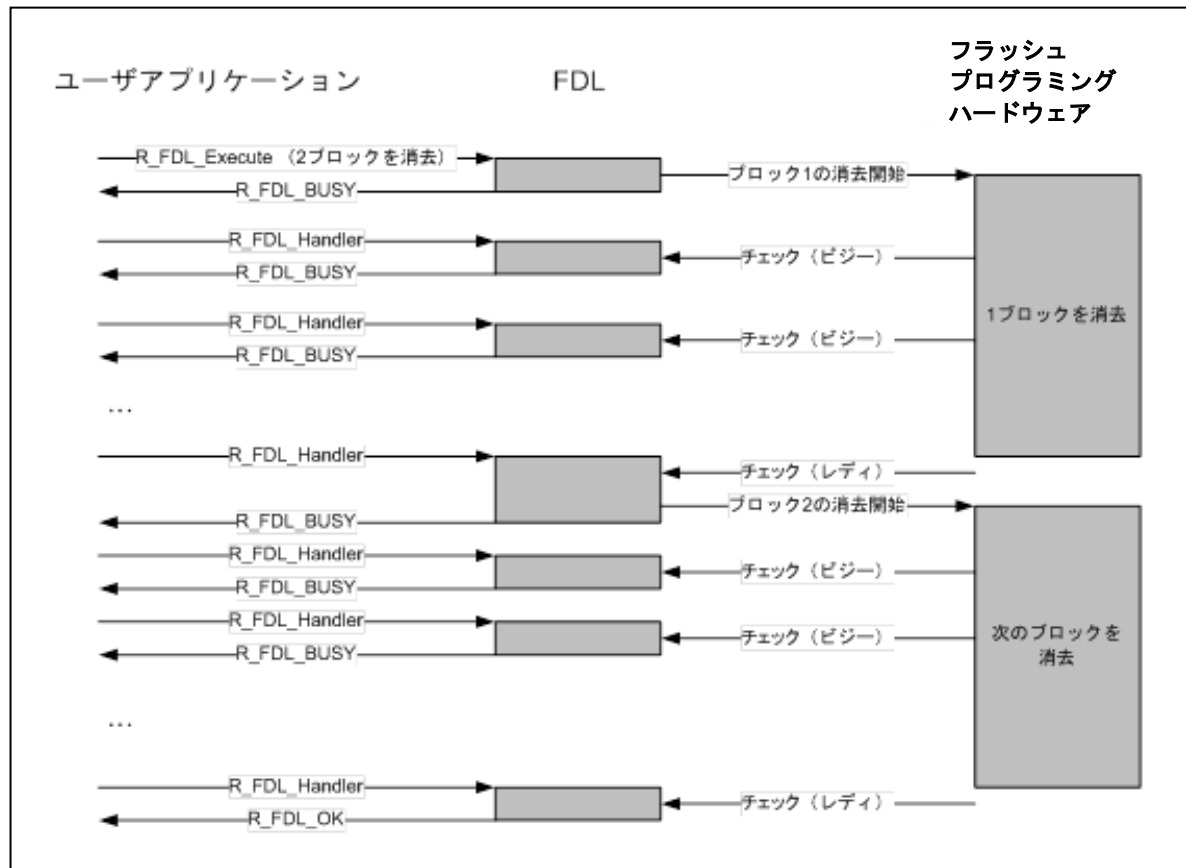 ユーザアプリケーション
FDL
フラッシュ
プログラミング
ハードウェア
R_FDL_Execute （2ブロックを消去）
ブロック1の消去開始
R_FDL_BUSY
R_FDL_Handler
チェック（ビジー）
R_FDL_BUSY
1ブロックを消去
R_FDL_Handler
チェック（ビジー）
R_FDL_BUSY
…
R_FDL_Handler
チェック（レディ）
ブロック2の消去開始
R_FDL_BUSY
R_FDL_Handler
チェック（ビジー）
R_FDL_BUSY
R_FDL_Handler
チェック（ビジー）
R_FDL_BUSY
次のブロックを
消去
…
R_FDL_Handler
チェック（レディ）
R_FDL_OK